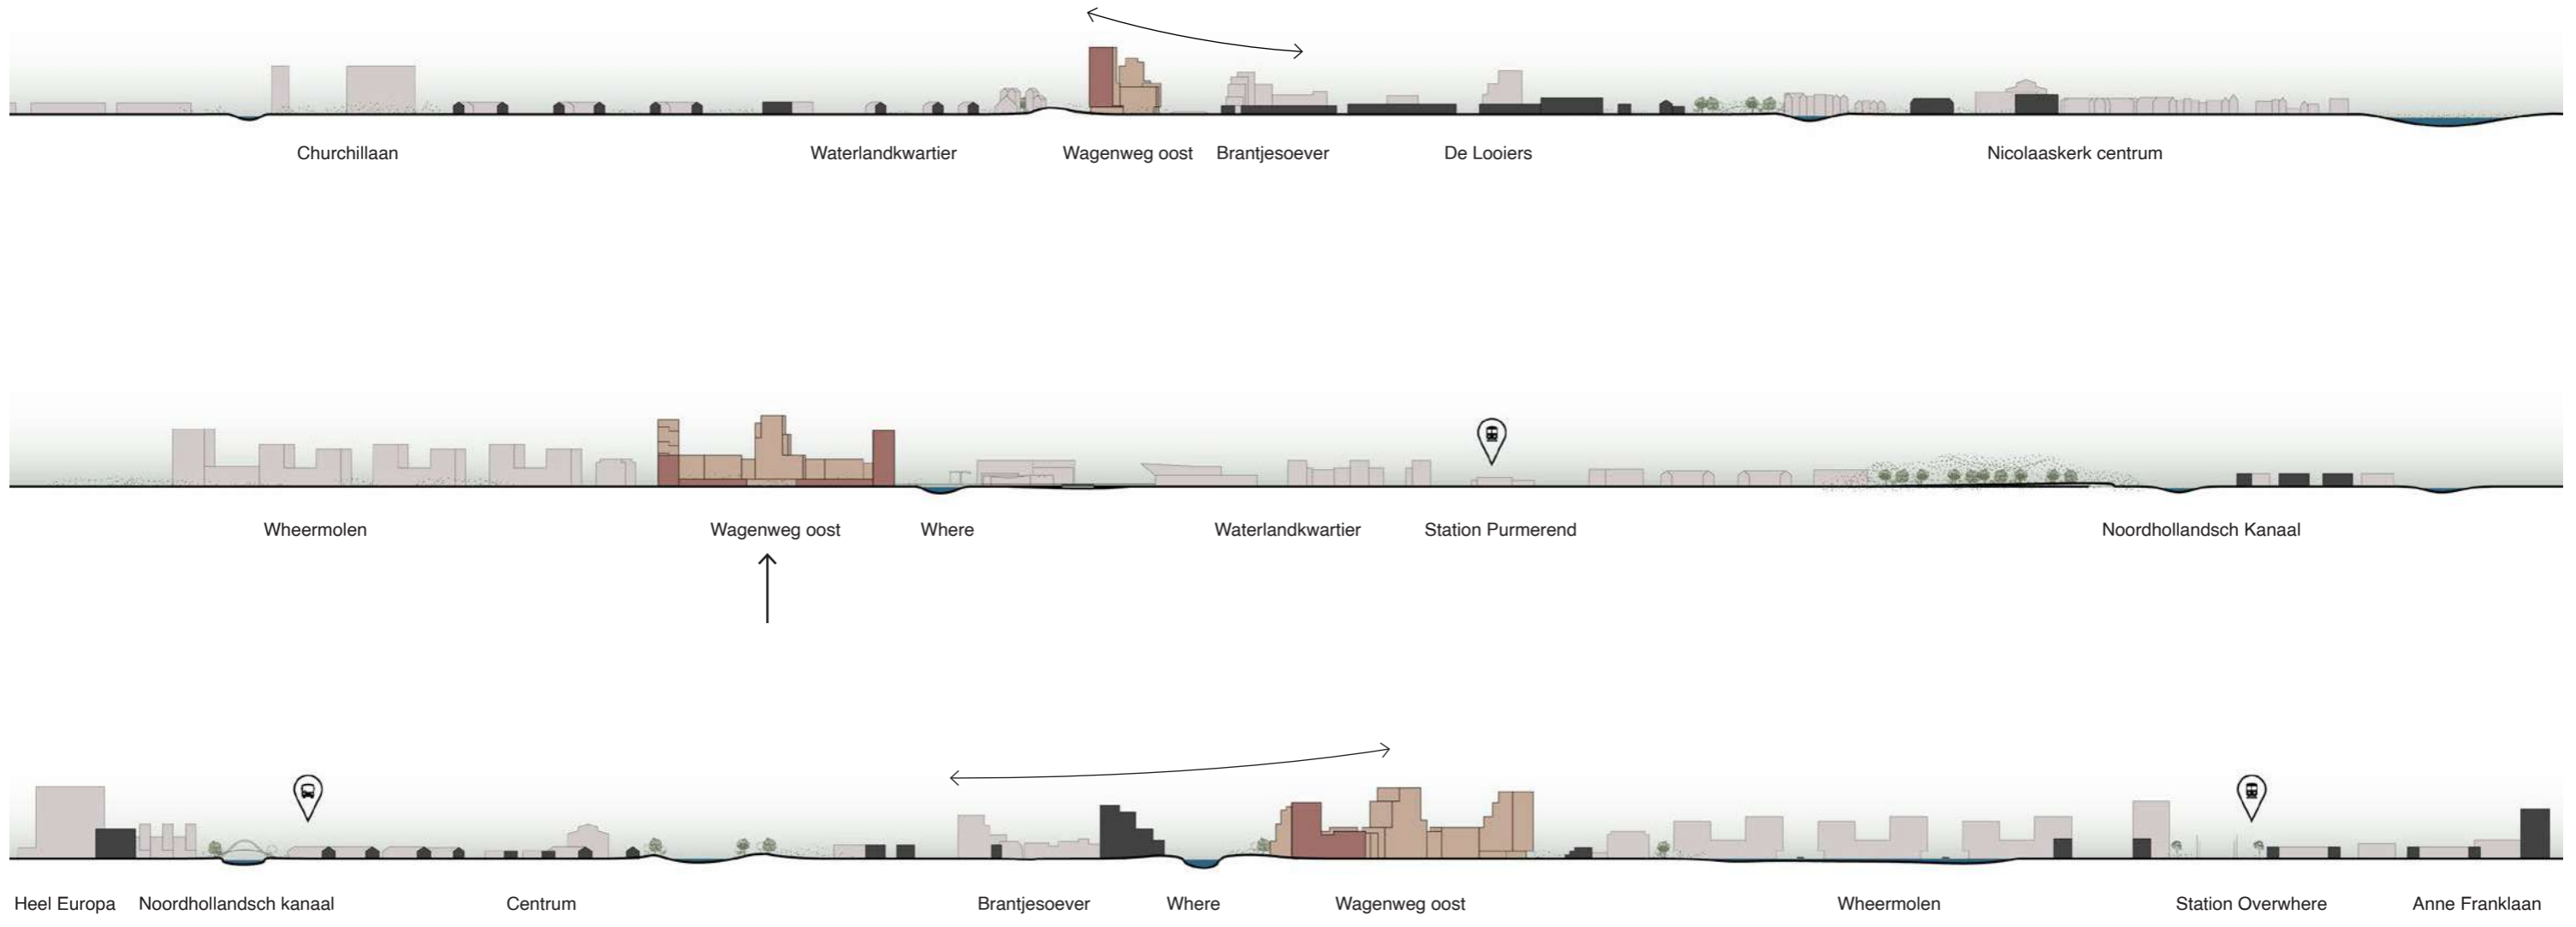 Churchillaan
Waterlandkwartier
Wagenweg oost
Brantjesoever
De Looiers
Nicolaaskerk centrum
Wheermolen
Wagenweg oost
Where
Waterlandkwartier
Station Purmerend
Noordhollandsch Kanaal
Heel Europa
Noordhollandsch kanaal
Centrum
Brantjesoever
Where
Wagenweg oost
Wheermolen
Station Overwhere
Anne Franklaan